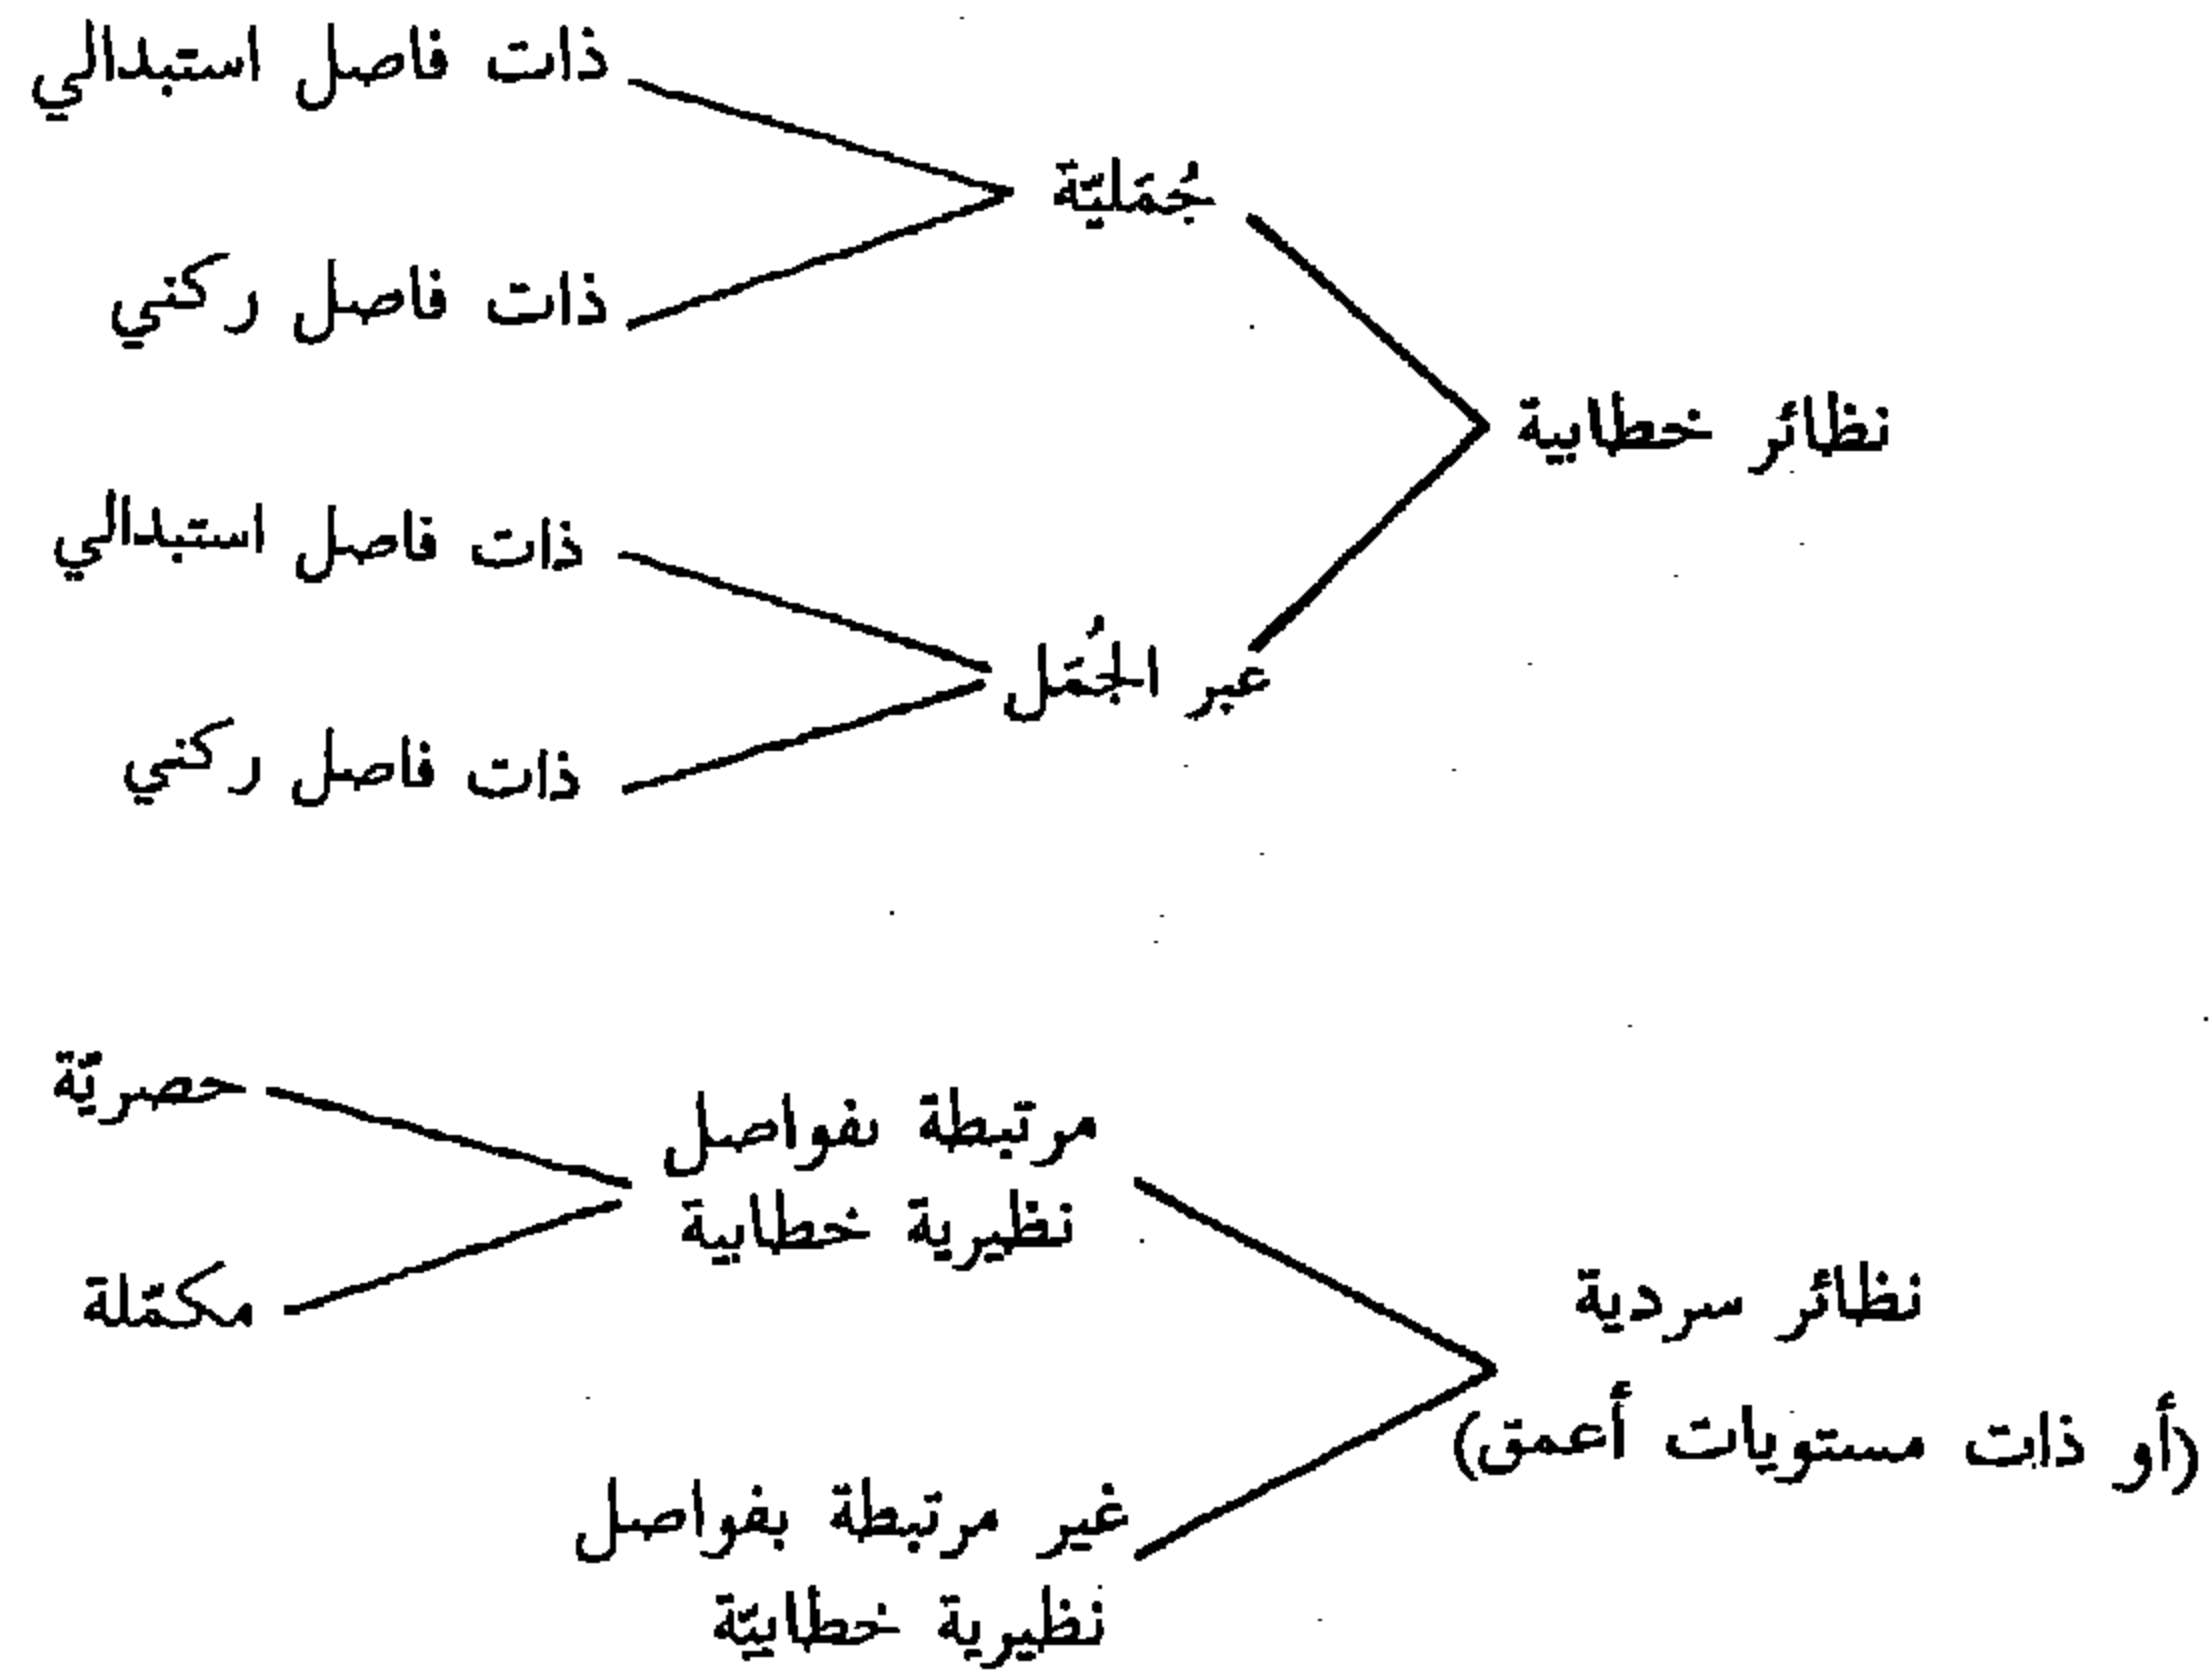 ذات فاصل استبدالي
جُمَليّة
ذات فاصل ركني
نظائر خطابية
ذات فاصل استبدالي
عبر الجُمَل
ذات فاصل ركني
حصريّة
مرتبطة بفواصل
نظيرية خطابية
مكمّلة
نظائر سردية
(أو ذات مستويات أعمق)
غير مرتبطة بفواصل
نظيرية خطابيّة